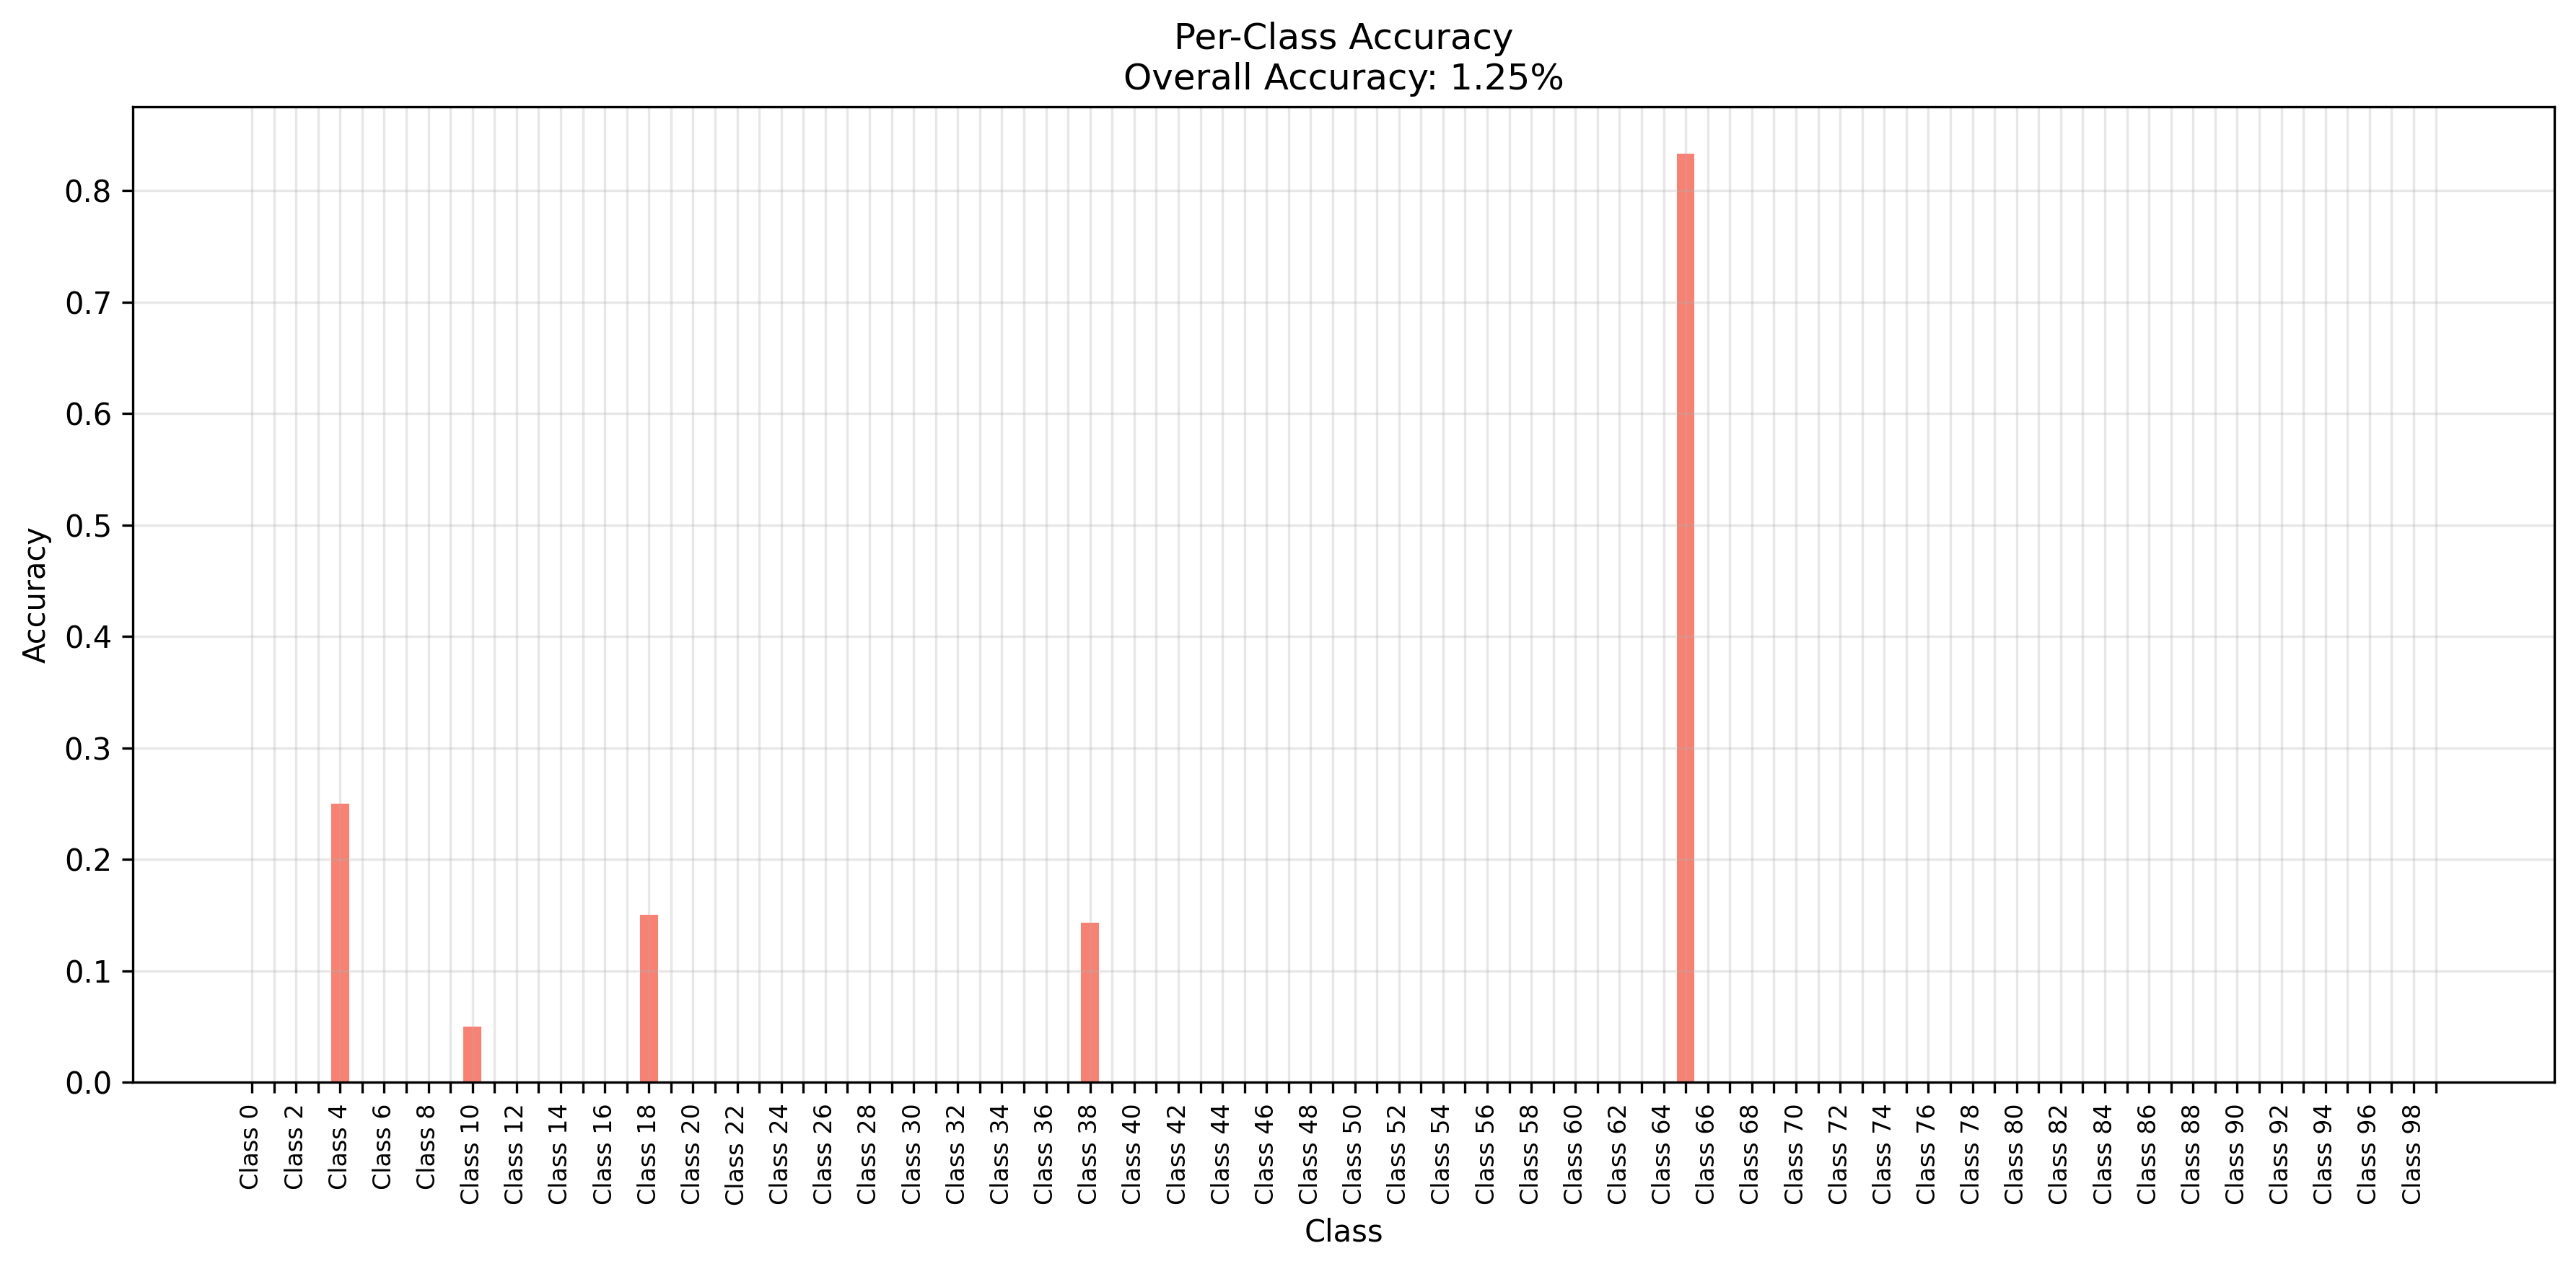 Per-Class Accuracy
Overall Accuracy: 1.25%
Accuracy
0.8
0.7
0.6
0.5
0.4
0.3
0.2
0.1
0.0
Class 0
Class 2
Class 4
Class 6
Class 8
Class 10
Class 12
Class 14
Class 16
Class 18
Class 20
Class 22
Class 24
Class 26
Class 28
Class 30
Class 32
Class 34
Class 36
Class 38
Class 40
Class 42
Class 44
Class 46
Class 48
Class 50
Class 52
Class 54
Class 56
Class 58
Class 60
Class 62
Class 64
Class 66
Class 68
Class 70
Class 72
Class 74
Class 76
Class 78
Class 80
Class 82
Class 84
Class 86
Class 88
Class 90
Class 92
Class 94
Class 96
Class 98
Class